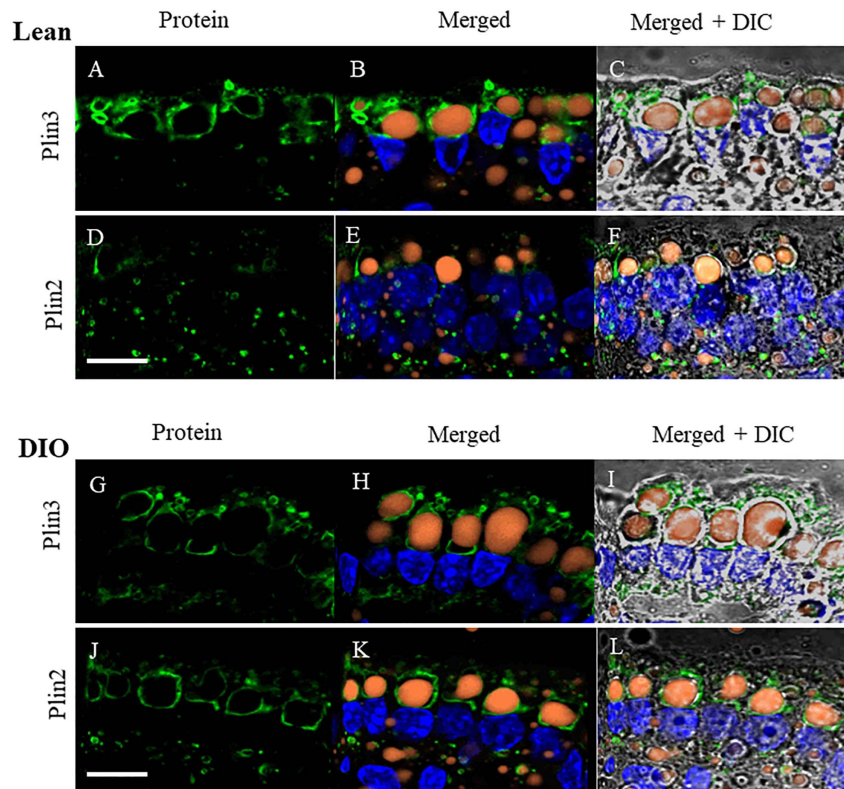 Lean
Protein Merged Merged + DIC
Plin3
A B C
Plin2
D E F
DIO
Protein Merged Merged + DIC
Plin3
G H I
Plin2
J K L